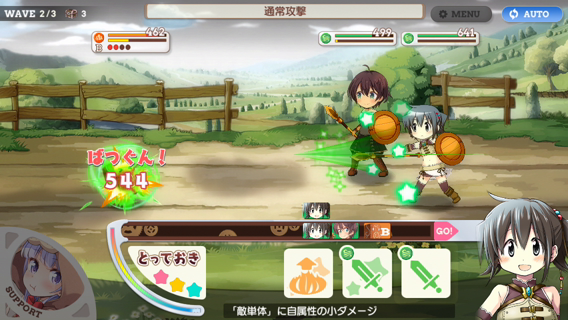 WAVE 2/3 3
通常攻撃
MENU
AUTO
462
B
499
641
ばつぐん!
544
B
GO!
とっておき
SUPPORT
「敵単体」に自属性の小ダメージ